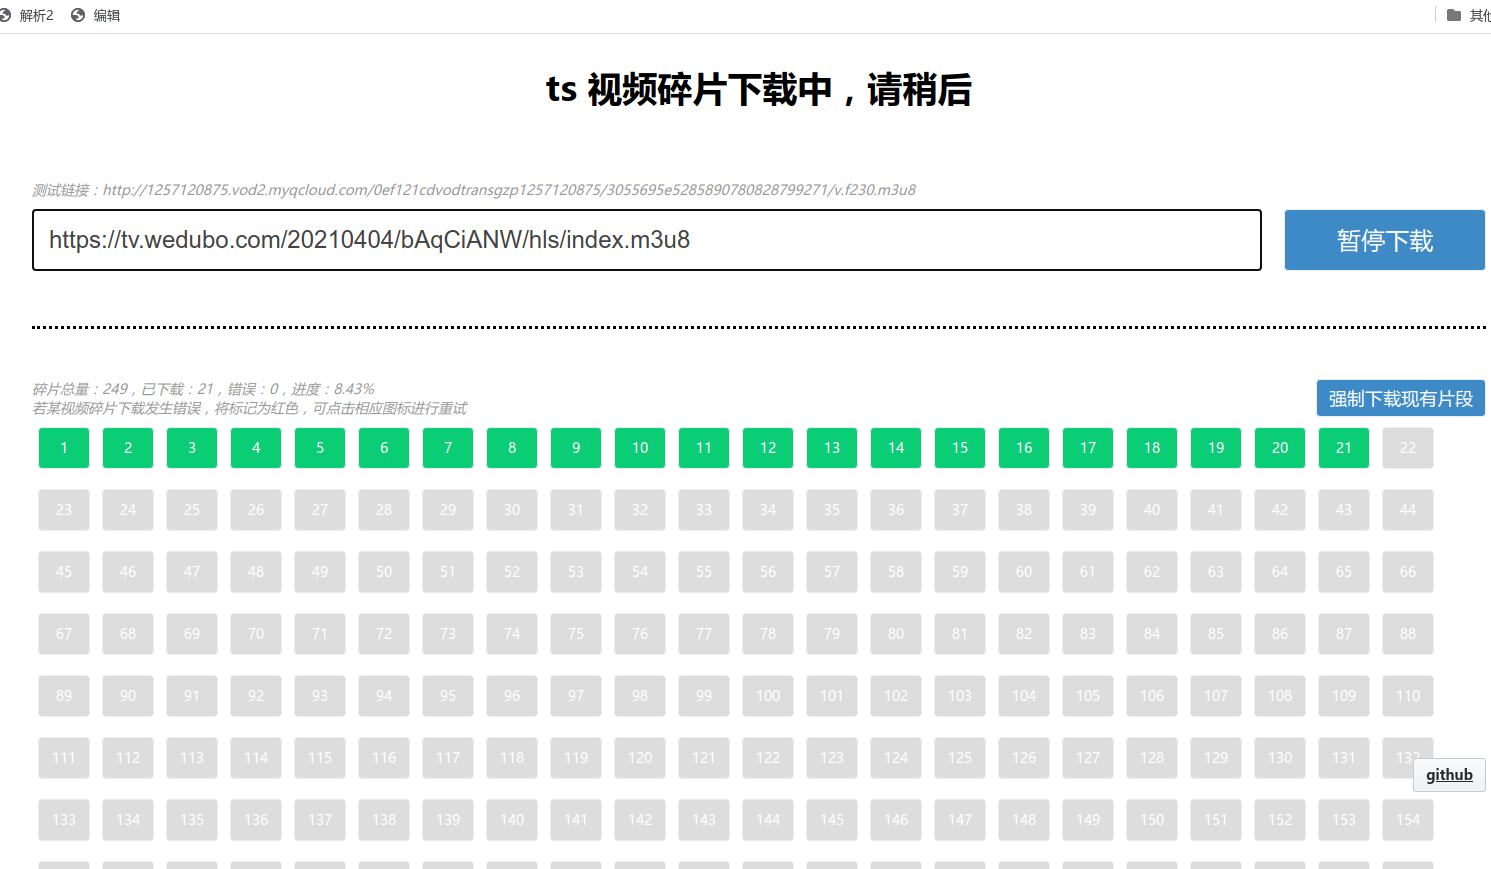 解析2 编辑 其他
ts 视频碎片下载中，请稍后
测试链接：http://1257120875.vod2.myqcloud.com/0ef121cdvodtransgzp1257120875/3055695e5285890780828799271/v.f230.m3u8
https://tv.wedubo.com/20210404/bAqCiANW/hls/index.m3u8 暂停下载
碎片总量：249，已下载：21，错误：0，进度：8.43%
若某视频碎片下载发生错误，将标记为红色，可点击相应图标进行重试 强制下载现有片段
1 2 3 4 5 6 7 8 9 10 11 12 13 14 15 16 17 18 19 20 21 22
23 24 25 26 27 28 29 30 31 32 33 34 35 36 37 38 39 40 41 42 43 44
45 46 47 48 49 50 51 52 53 54 55 56 57 58 59 60 61 62 63 64 65 66
67 68 69 70 71 72 73 74 75 76 77 78 79 80 81 82 83 84 85 86 87 88
89 90 91 92 93 94 95 96 97 98 99 100 101 102 103 104 105 106 107 108 109 110
111 112 113 114 115 116 117 118 119 120 121 122 123 124 125 126 127 128 129 130 131 132
github
133 134 135 136 137 138 139 140 141 142 143 144 145 146 147 148 149 150 151 152 153 154